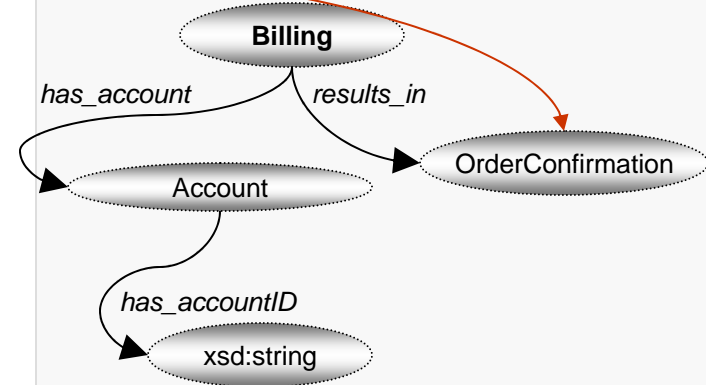 Billing
has_account
results_in
OrderConfirmation
Account
has_accountID
xsd:string